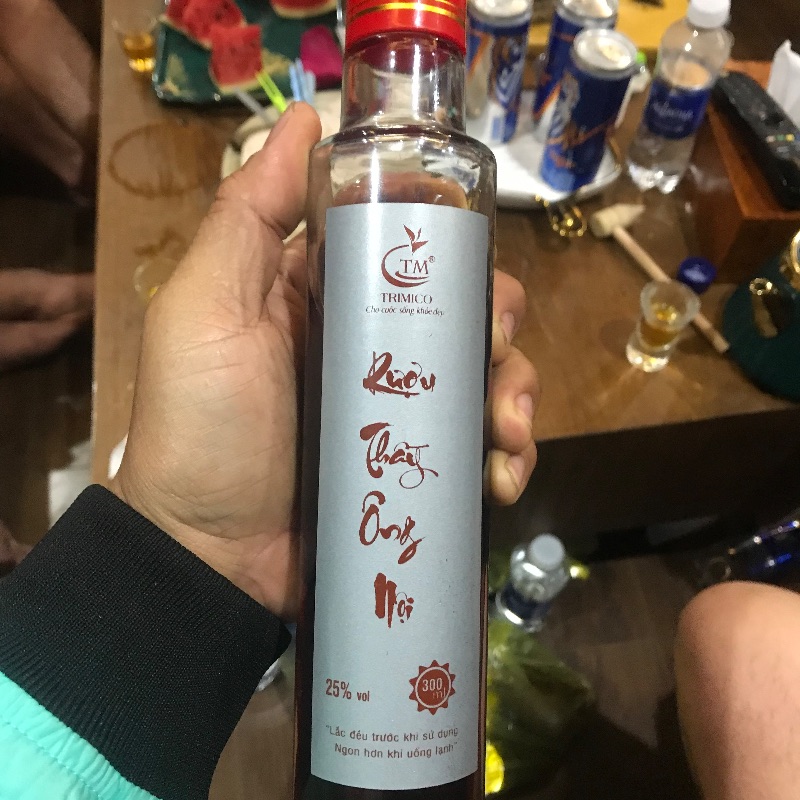 TM®
TRIMICO
Cho cuộc sống khỏe đẹp
Rượu
Thầy
Ông
Nội
25% vol
300
ml
"Lắc đều trước khi sử dụng
Ngon hơn khi uống lạnh"